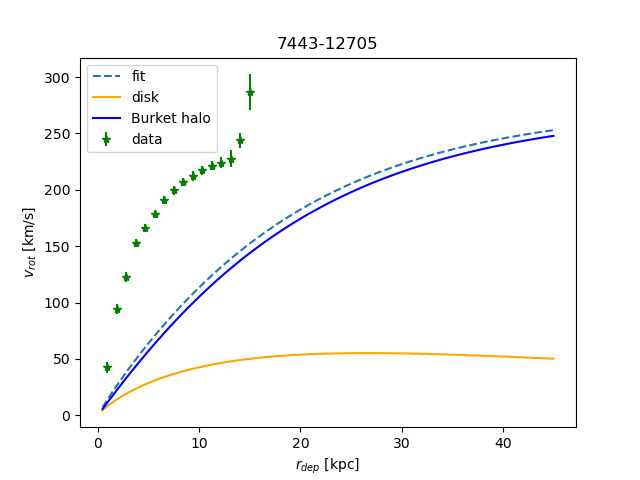 7443-12705
fit
disk
Burket halo
data
300
250
200
150
100
50
0
v_rot [km/s]
0 10 20 30 40
r_dep [kpc]